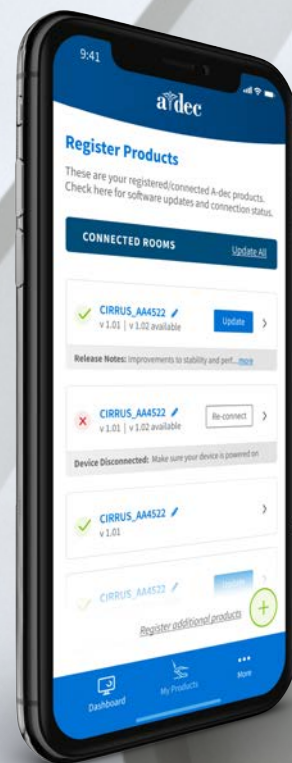 9:41
a-dec
Register Products
These are your registered/connected A-dec products.
Check here for software updates and connection status.
CONNECTED ROOMS Update All
CIRRUS_AA4522 Update
v 1.01 | v 1.02 available
Release Notes: Improvements to stability and perf...more
CIRRUS_AA4522 Re-connect
v 1.01 | v 1.02 available
Device Disconnected: Make sure your device is powered on
CIRRUS_AA4522
v 1.01
CIRRUS_AA4522 Update
Register additional products
Dashboard My Products More